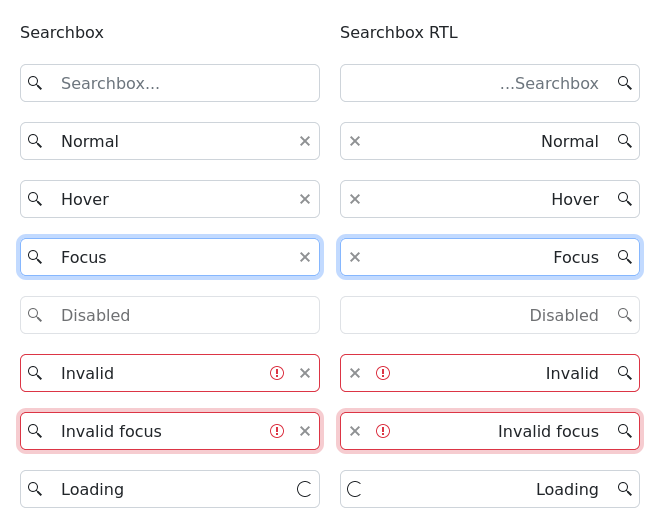 Searchbox
Searchbox RTL
Searchbox...
...Searchbox
Normal
Normal
Hover
Hover
Focus
Focus
Disabled
Disabled
Invalid
Invalid
Invalid focus
Invalid focus
Loading
Loading